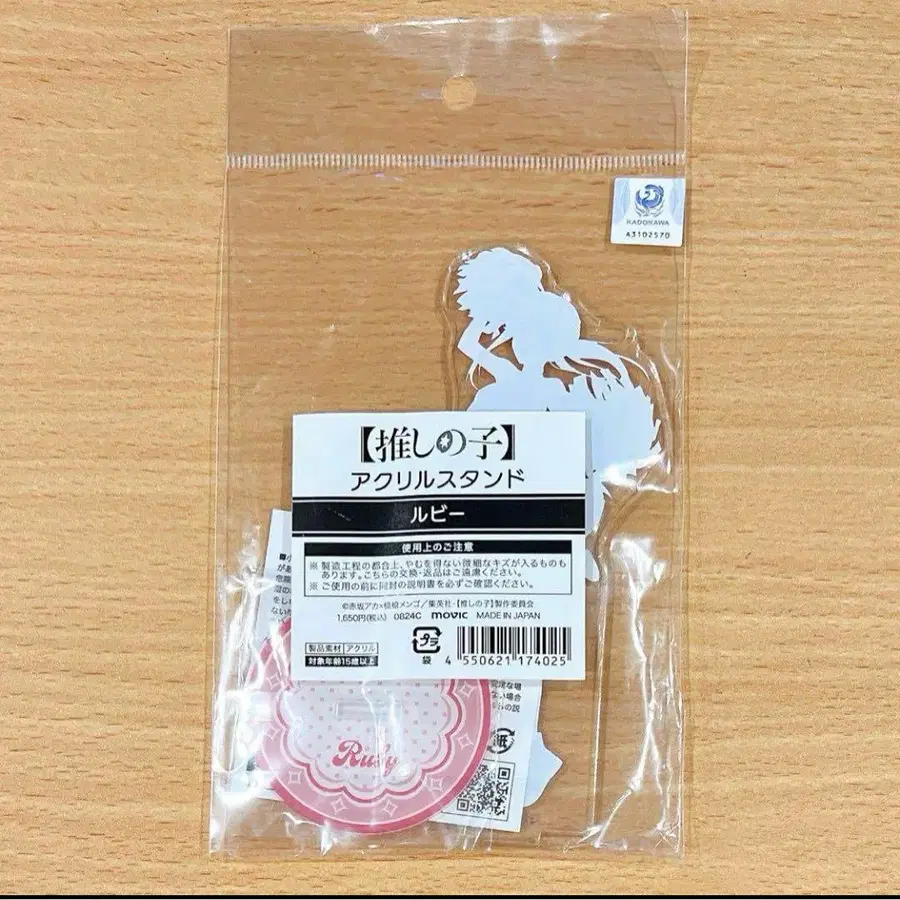 KADOKAWA
A3102570
【推しの子】
アクリルスタンド
ルビー
使用上のご注意
※ 製造工程の都合上、やむを得ない微細なキズが入るものも
あります。こちらの交換・返品はご遠慮ください。
※ ご使用の前に同封の説明書を必ずご確認ください。
©赤坂アカ×横槍メンゴ／集英社・【推しの子】製作委員会
1,650円(税込) 0824C movic MADE IN JAPAN
製品素材 アクリル
対象年齢15歳以上
プラ
袋
4 550621 174025
Ruby
紙